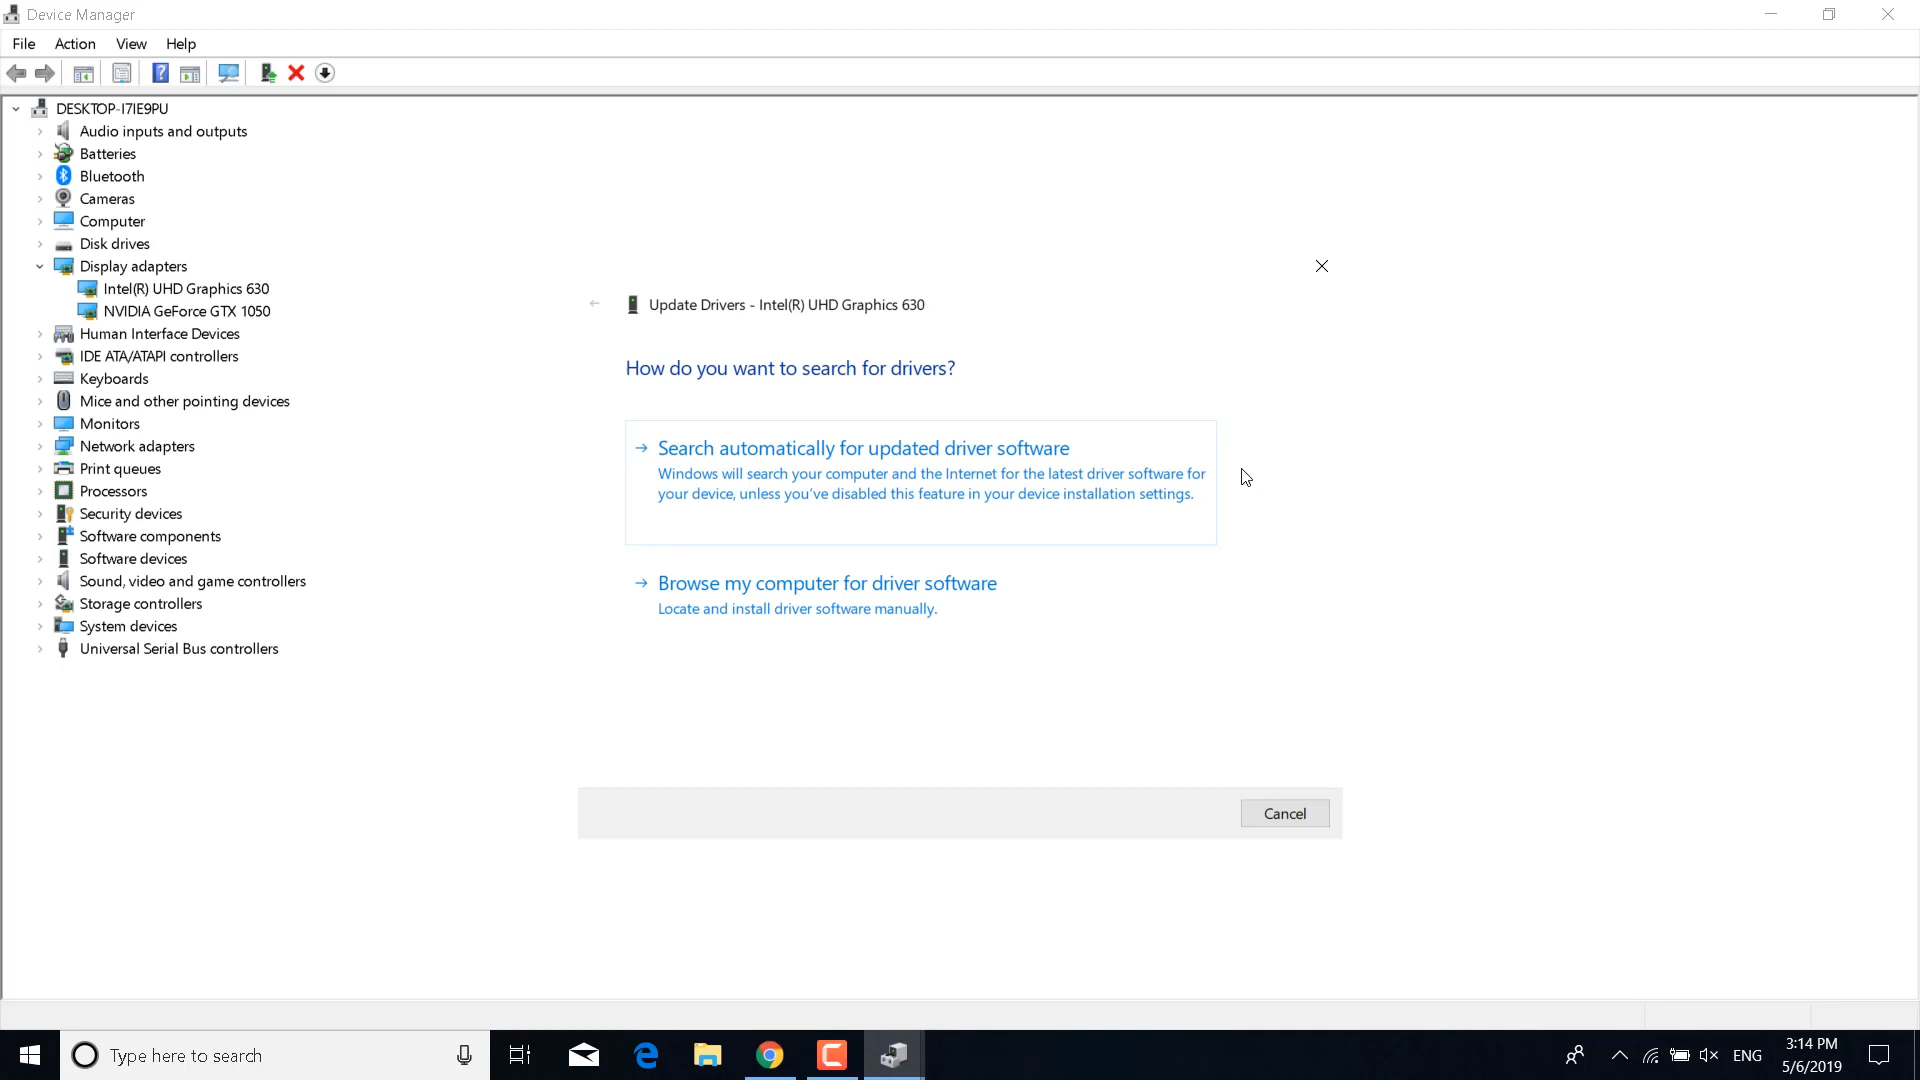 Device Manager
File Action View Help
DESKTOP-I7IE9PU
Audio inputs and outputs
Batteries
Bluetooth
Cameras
Computer
Disk drives
Display adapters
Intel(R) UHD Graphics 630
NVIDIA GeForce GTX 1050
Human Interface Devices
IDE ATA/ATAPI controllers
Keyboards
Mice and other pointing devices
Monitors
Network adapters
Print queues
Processors
Security devices
Software components
Software devices
Sound, video and game controllers
Storage controllers
System devices
Universal Serial Bus controllers
Update Drivers - Intel(R) UHD Graphics 630
How do you want to search for drivers?
Search automatically for updated driver software
Windows will search your computer and the Internet for the latest driver software for
your device, unless you've disabled this feature in your device installation settings.
Browse my computer for driver software
Locate and install driver software manually.
Cancel
Type here to search
ENG
3:14 PM
5/6/2019